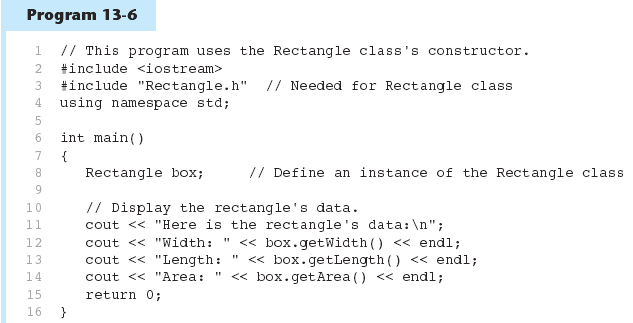 Program 13-6
1 // This program uses the Rectangle class's constructor.
2 #include <iostream>
3 #include "Rectangle.h" // Needed for Rectangle class
4 using namespace std;
5
6 int main()
7 {
8 Rectangle box; // Define an instance of the Rectangle class
9
10 // Display the rectangle's data.
11 cout << "Here is the rectangle's data:\n";
12 cout << "Width: " << box.getWidth() << endl;
13 cout << "Length: " << box.getLength() << endl;
14 cout << "Area: " << box.getArea() << endl;
15 return 0;
16 }